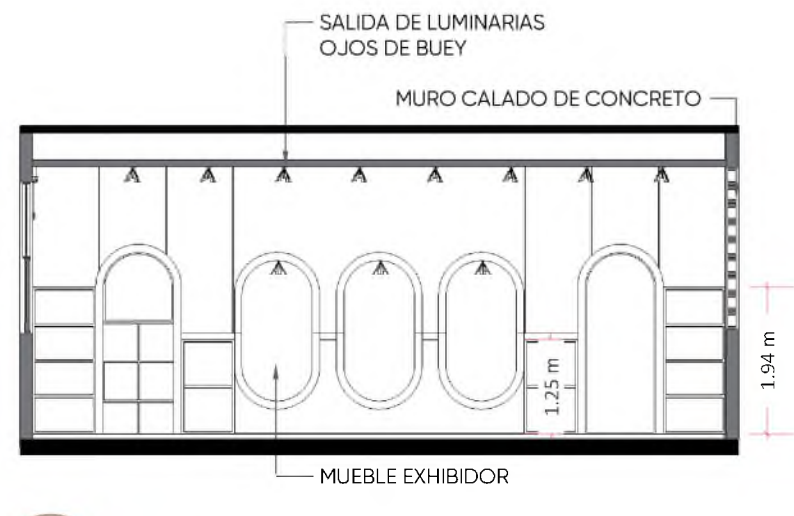 SALIDA DE LUMINARIAS
OJOS DE BUEY
MURO CALADO DE CONCRETO
1.94 m
1.25 m
MUEBLE EXHIBIDOR